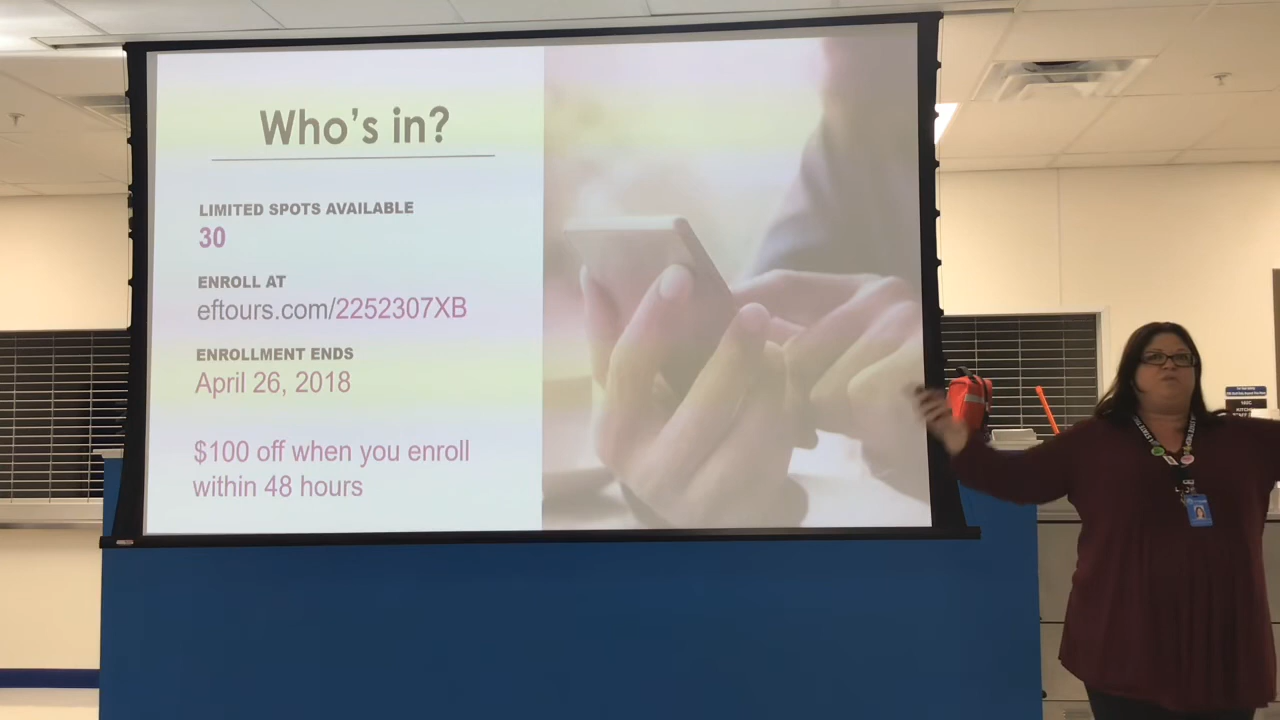 Who's in?
LIMITED SPOTS AVAILABLE
30
ENROLL AT
eftours.com/2252307XB
ENROLLMENT ENDS
April 26, 2018
$100 off when you enroll
within 48 hours